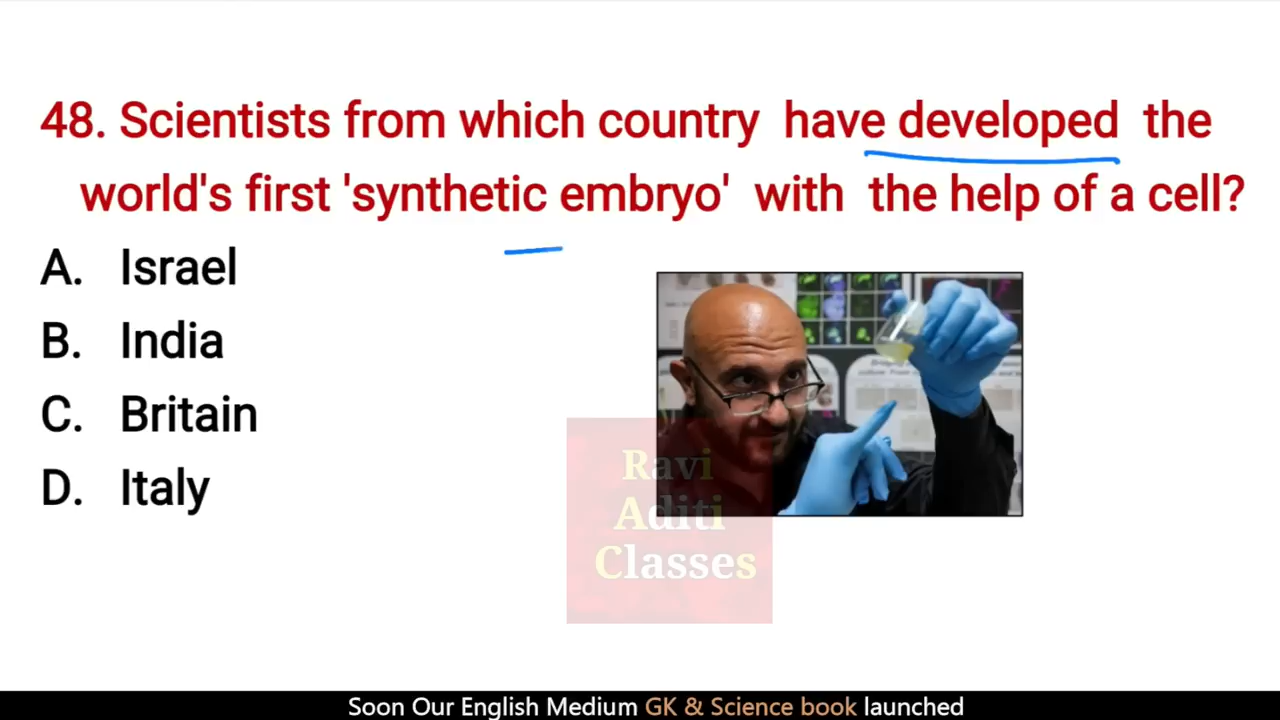 48. Scientists from which country have developed the
world's first 'synthetic embryo' with the help of a cell?
A. Israel
B. India
C. Britain
D. Italy
Ravi
Aditi
Classes
Soon Our English Medium GK & Science book launched